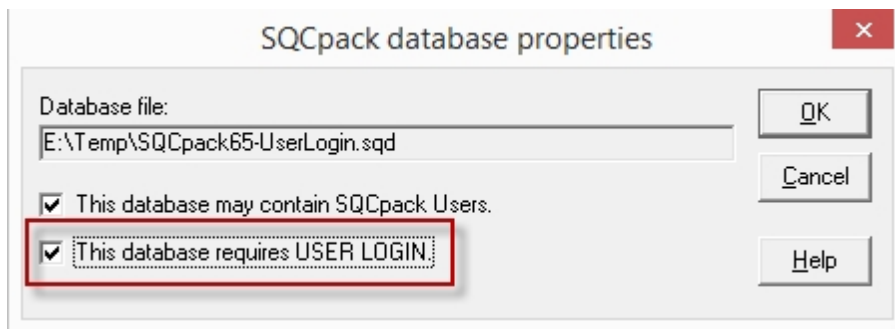 SQCpack database properties
Database file:
E:\Temp\SQCpack65-UserLogin.sqd
This database may contain SQCpack Users.
This database requires USER LOGIN.
OK
Cancel
Help